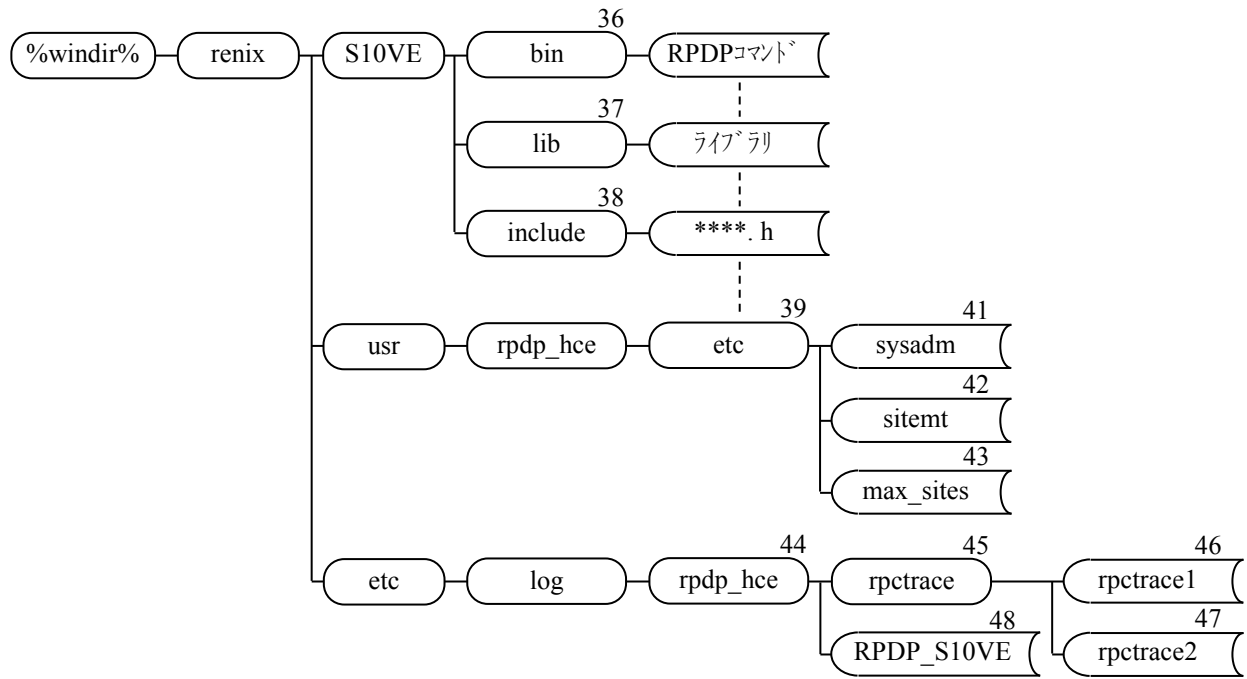 36
%windir% renix S10VE bin RPDPｺﾏﾝﾄﾞ
37
lib ﾗｲﾌﾞﾗﾘ
38
include ****. h
39 41
usr rpdp_hce etc sysadm
42
sitemt
43
max_sites
44 45 46
etc log rpdp_hce rpctrace rpctrace1
48 47
RPDP_S10VE rpctrace2